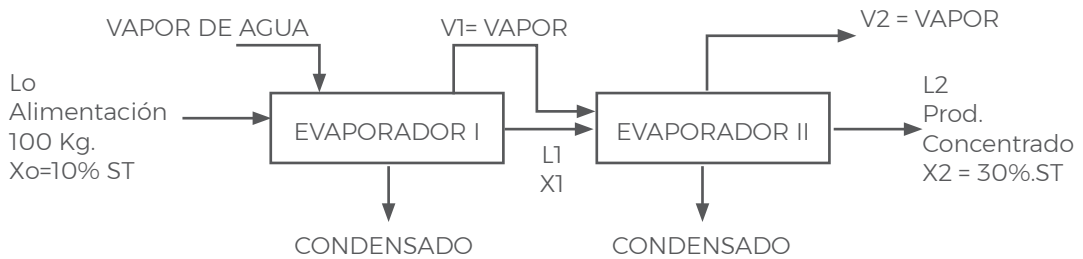 VAPOR DE AGUA
V1= VAPOR
V2 = VAPOR
Lo
Alimentación
100 Kg.
Xo=10% ST
EVAPORADOR I
L1
X1
EVAPORADOR II
L2
Prod.
Concentrado
X2 = 30%.ST
CONDENSADO
CONDENSADO